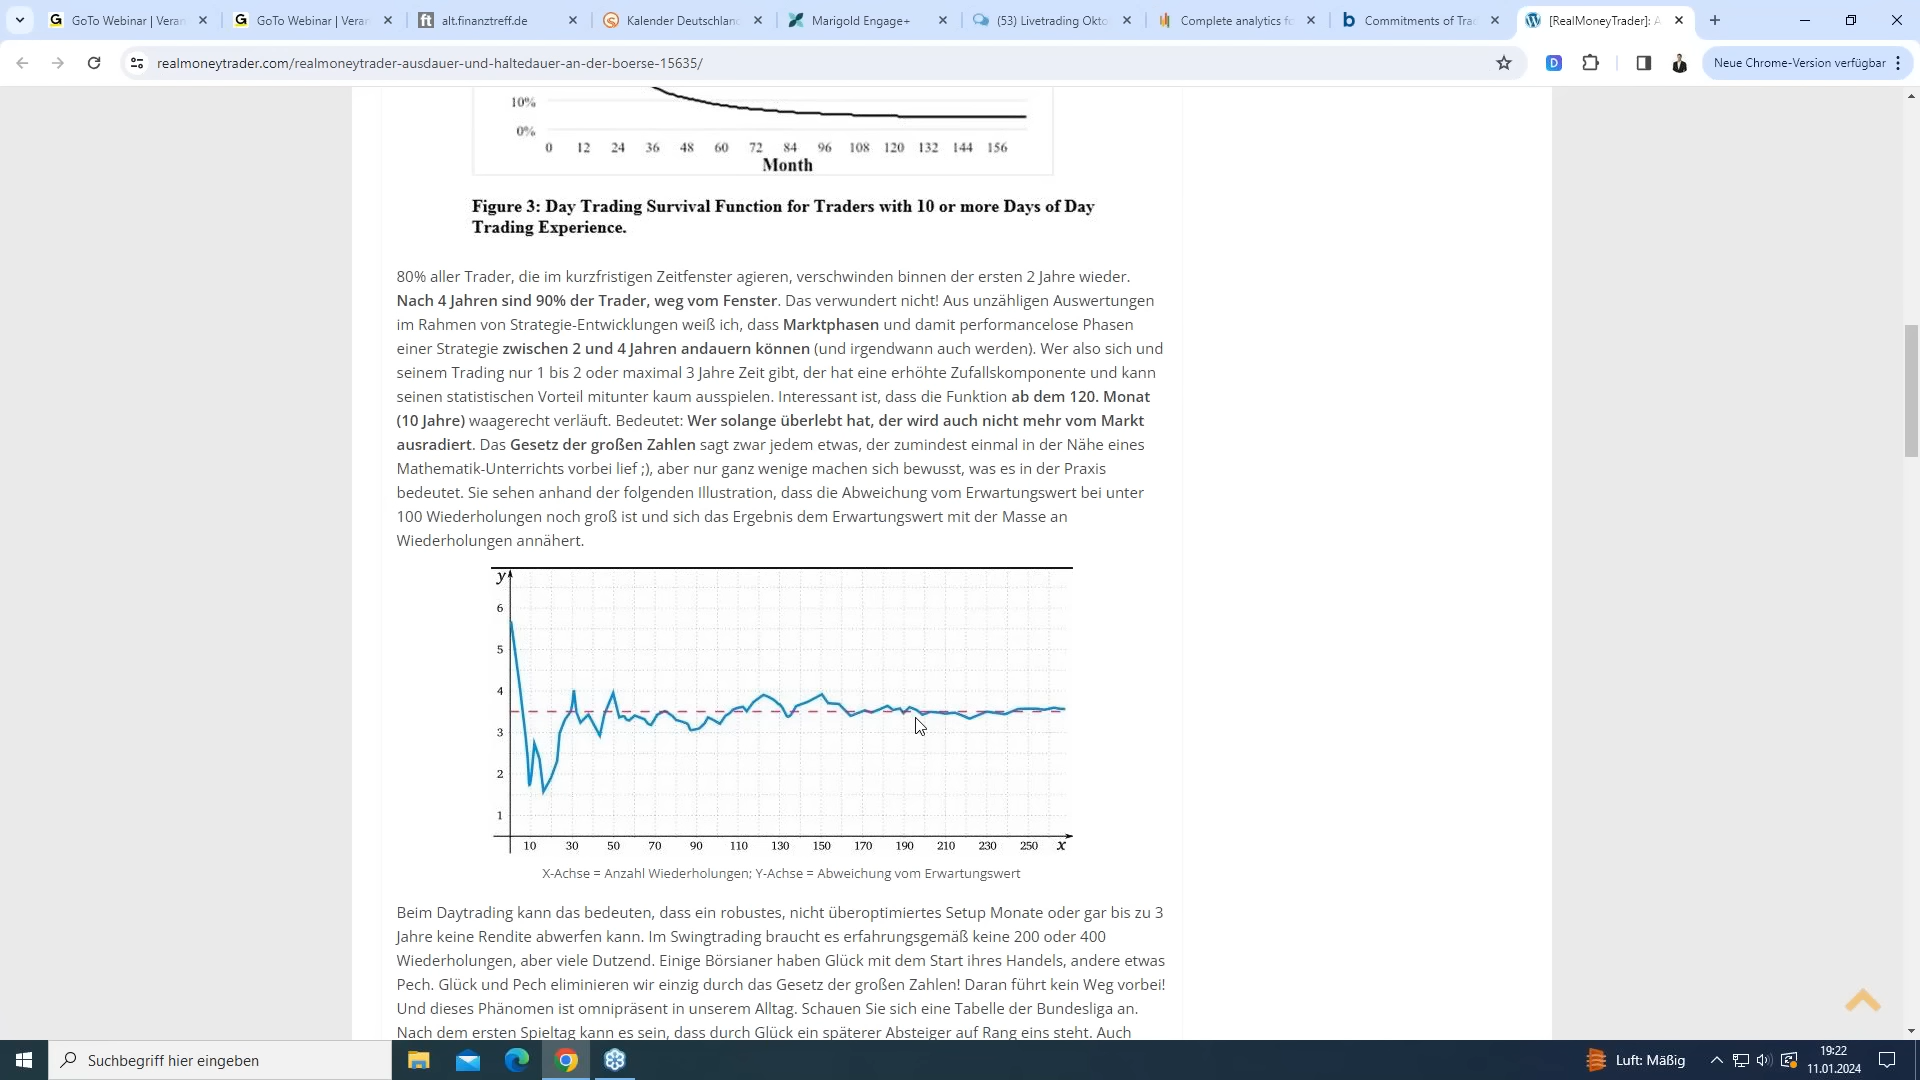 GoTo Webinar | Veran
GoTo Webinar | Veran
alt.finanztreff.de
Kalender Deutschland
Marigold Engage+
(53) Livetrading Okto
Complete analytics fo
Commitments of Trad
[RealMoneyTrader]: A
realmoneytrader.com/realmoneytrader-ausdauer-und-haltedauer-an-der-boerse-15635/
Neue Chrome-Version verfügbar
10%
0%
0 12 24 36 48 60 72 84 96 108 120 132 144 156
Month
Figure 3: Day Trading Survival Function for Traders with 10 or more Days of Day
Trading Experience.
80% aller Trader, die im kurzfristigen Zeitfenster agieren, verschwinden binnen der ersten 2 Jahre wieder.
Nach 4 Jahren sind 90% der Trader, weg vom Fenster. Das verwundert nicht! Aus unzähligen Auswertungen
im Rahmen von Strategie-Entwicklungen weiß ich, dass Marktphasen und damit performancelose Phasen
einer Strategie zwischen 2 und 4 Jahren andauern können (und irgendwann auch werden). Wer also sich und
seinem Trading nur 1 bis 2 oder maximal 3 Jahre Zeit gibt, der hat eine erhöhte Zufallskomponente und kann
seinen statistischen Vorteil mitunter kaum ausspielen. Interessant ist, dass die Funktion ab dem 120. Monat
(10 Jahre) waagerecht verläuft. Bedeutet: Wer solange überlebt hat, der wird auch nicht mehr vom Markt
ausradiert. Das Gesetz der großen Zahlen sagt zwar jedem etwas, der zumindest einmal in der Nähe eines
Mathematik-Unterrichts vorbei lief ;), aber nur ganz wenige machen sich bewusst, was es in der Praxis
bedeutet. Sie sehen anhand der folgenden Illustration, dass die Abweichung vom Erwartungswert bei unter
100 Wiederholungen noch groß ist und sich das Ergebnis dem Erwartungswert mit der Masse an
Wiederholungen annähert.
y
6
5
4
3
2
1
10 30 50 70 90 110 130 150 170 190 210 230 250 x
X-Achse = Anzahl Wiederholungen; Y-Achse = Abweichung vom Erwartungswert
Beim Daytrading kann das bedeuten, dass ein robustes, nicht überoptimiertes Setup Monate oder gar bis zu 3
Jahre keine Rendite abwerfen kann. Im Swingtrading braucht es erfahrungsgemäß keine 200 oder 400
Wiederholungen, aber viele Dutzend. Einige Börsianer haben Glück mit dem Start ihres Handels, andere etwas
Pech. Glück und Pech eliminieren wir einzig durch das Gesetz der großen Zahlen! Daran führt kein Weg vorbei!
Und dieses Phänomen ist omnipräsent in unserem Alltag. Schauen Sie sich eine Tabelle der Bundesliga an.
Nach dem ersten Spieltag kann es sein, dass durch Glück ein späterer Absteiger auf Rang eins steht. Auch
Suchbegriff hier eingeben
Luft: Mäßig
19:22
11.01.2024